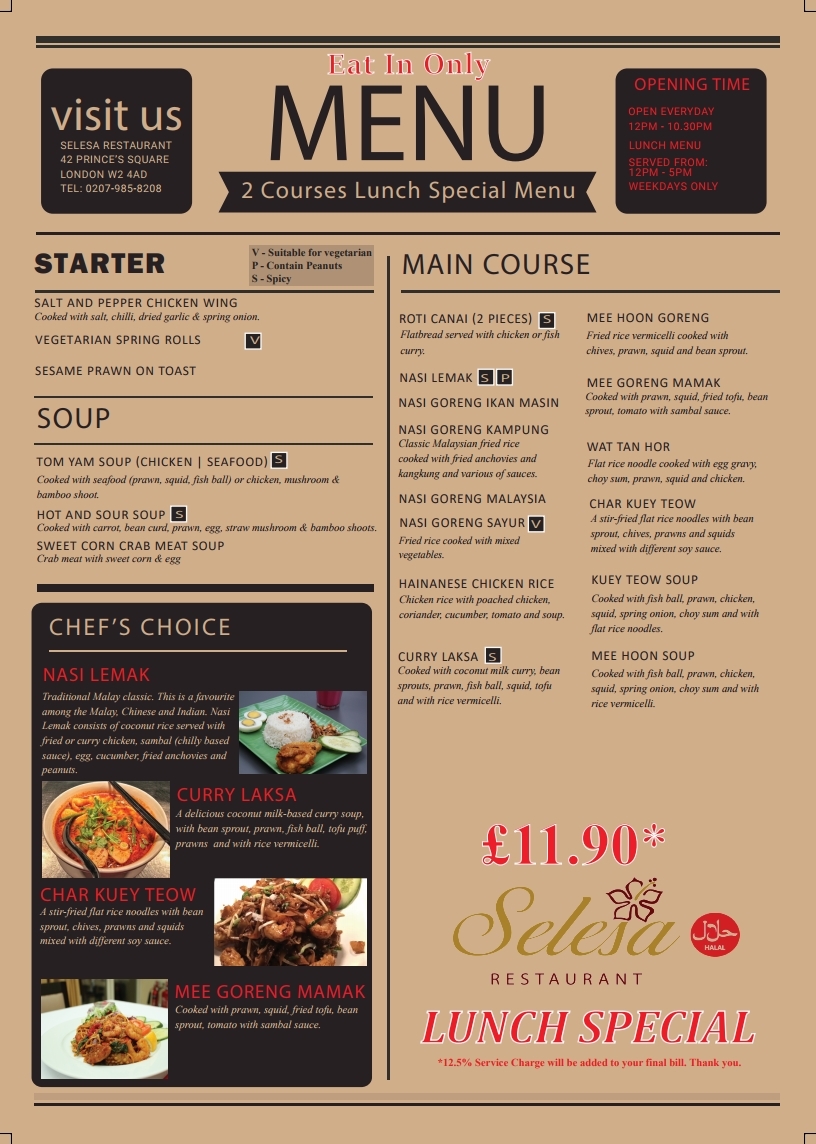 Eat In Only
MENU
2 Courses Lunch Special Menu
visit us
SELESA RESTAURANT
42 PRINCE'S SQUARE
LONDON W2 4AD
TEL: 0207-985-8208
OPENING TIME
OPEN EVERYDAY
12PM - 10.30PM
LUNCH MENU
SERVED FROM:
12PM - 5PM
WEEKDAYS ONLY
STARTER
V - Suitable for vegetarian
P - Contain Peanuts
S - Spicy
SALT AND PEPPER CHICKEN WING
Cooked with salt, chilli, dried garlic & spring onion.
VEGETARIAN SPRING ROLLS V
SESAME PRAWN ON TOAST
SOUP
TOM YAM SOUP (CHICKEN | SEAFOOD) S
Cooked with seafood (prawn, squid, fish ball) or chicken, mushroom &
bamboo shoot.
HOT AND SOUR SOUP S
Cooked with carrot, bean curd, prawn, egg, straw mushroom & bamboo shoots.
SWEET CORN CRAB MEAT SOUP
Crab meat with sweet corn & egg
CHEF'S CHOICE
NASI LEMAK
Traditional Malay classic. This is a favourite
among the Malay, Chinese and Indian. Nasi
Lemak consists of coconut rice served with
fried or curry chicken, sambal (chilly based
sauce), egg, cucumber, fried anchovies and
peanuts.
CURRY LAKSA
A delicious coconut milk-based curry soup,
with bean sprout, prawn, fish ball, tofu puff,
prawns and with rice vermicelli.
CHAR KUEY TEOW
A stir-fried flat rice noodles with bean
sprout, chives, prawns and squids
mixed with different soy sauce.
MEE GORENG MAMAK
Cooked with prawn, squid, fried tofu, bean
sprout, tomato with sambal sauce.
MAIN COURSE
ROTI CANAI (2 PIECES) S
Flatbread served with chicken or fish
curry.
NASI LEMAK S P
NASI GORENG IKAN MASIN
NASI GORENG KAMPUNG
Classic Malaysian fried rice
cooked with fried anchovies and
kangkung and various of sauces.
NASI GORENG MALAYSIA
NASI GORENG SAYUR V
Fried rice cooked with mixed
vegetables.
HAINANESE CHICKEN RICE
Chicken rice with poached chicken,
coriander, cucumber, tomato and soup.
CURRY LAKSA S
Cooked with coconut milk curry, bean
sprouts, prawn, fish ball, squid, tofu
and with rice vermicelli.
MEE HOON GORENG
Fried rice vermicelli cooked with
chives, prawn, squid and bean sprout.
MEE GORENG MAMAK
Cooked with prawn, squid, fried tofu, bean
sprout, tomato with sambal sauce.
WAT TAN HOR
Flat rice noodle cooked with egg gravy,
choy sum, prawn, squid and chicken.
CHAR KUEY TEOW
A stir-fried flat rice noodles with bean
sprout, chives, prawns and squids
mixed with different soy sauce.
KUEY TEOW SOUP
Cooked with fish ball, prawn, chicken,
squid, spring onion, choy sum and with
flat rice noodles.
MEE HOON SOUP
Cooked with fish ball, prawn, chicken,
squid, spring onion, choy sum and with
rice vermicelli.
£11.90*
Selesa
RESTAURANT
حلال
HALAL
LUNCH SPECIAL
*12.5% Service Charge will be added to your final bill. Thank you.